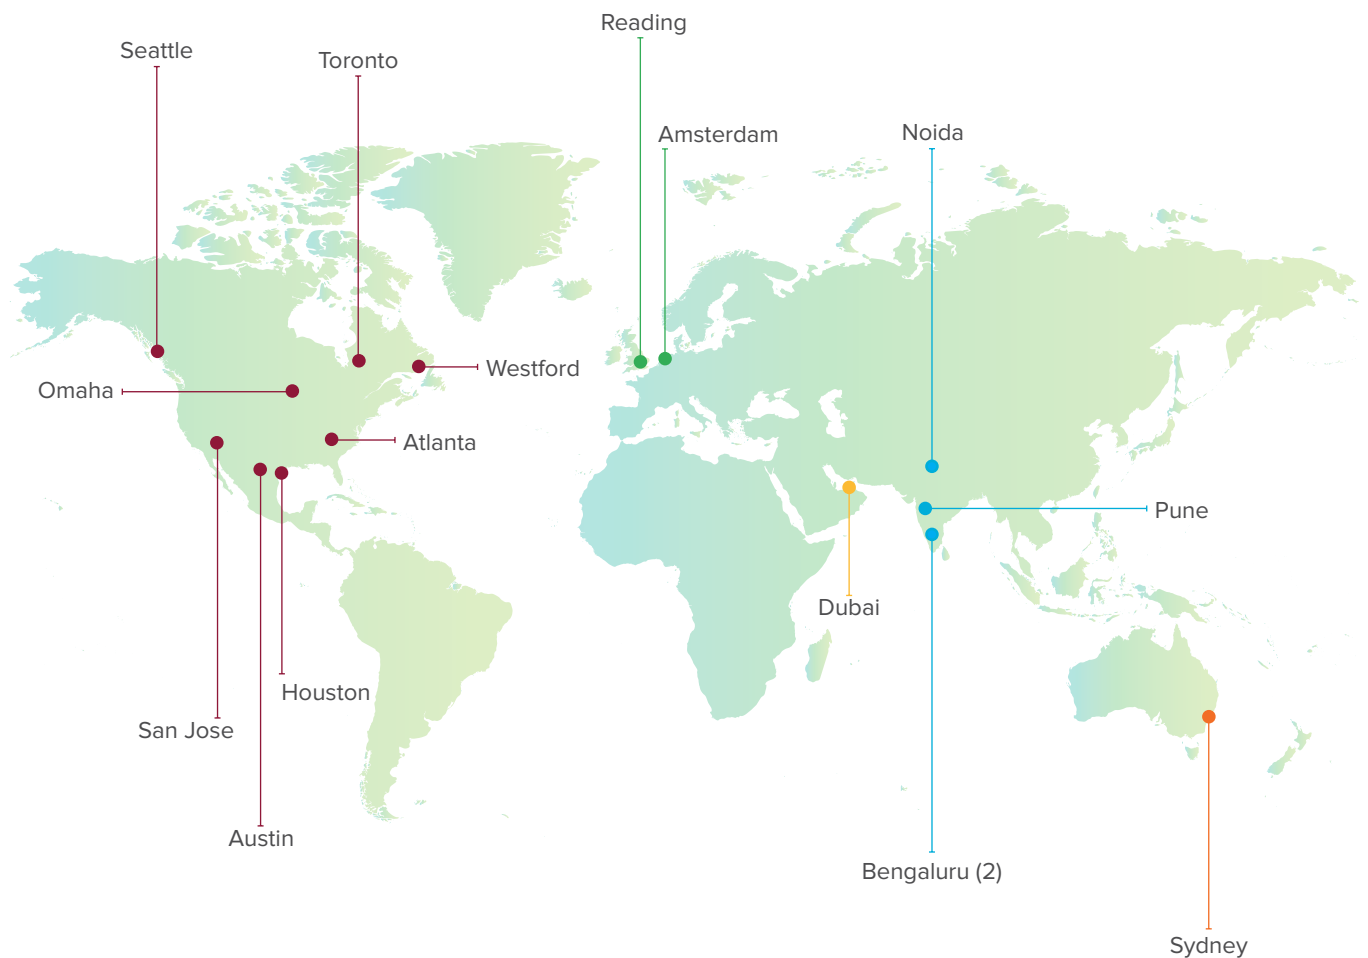 Reading
Seattle
Toronto
Noida
Amsterdam
Westford
Omaha
Atlanta
Pune
Dubai
Houston
San Jose
Austin
Bengaluru (2)
Sydney